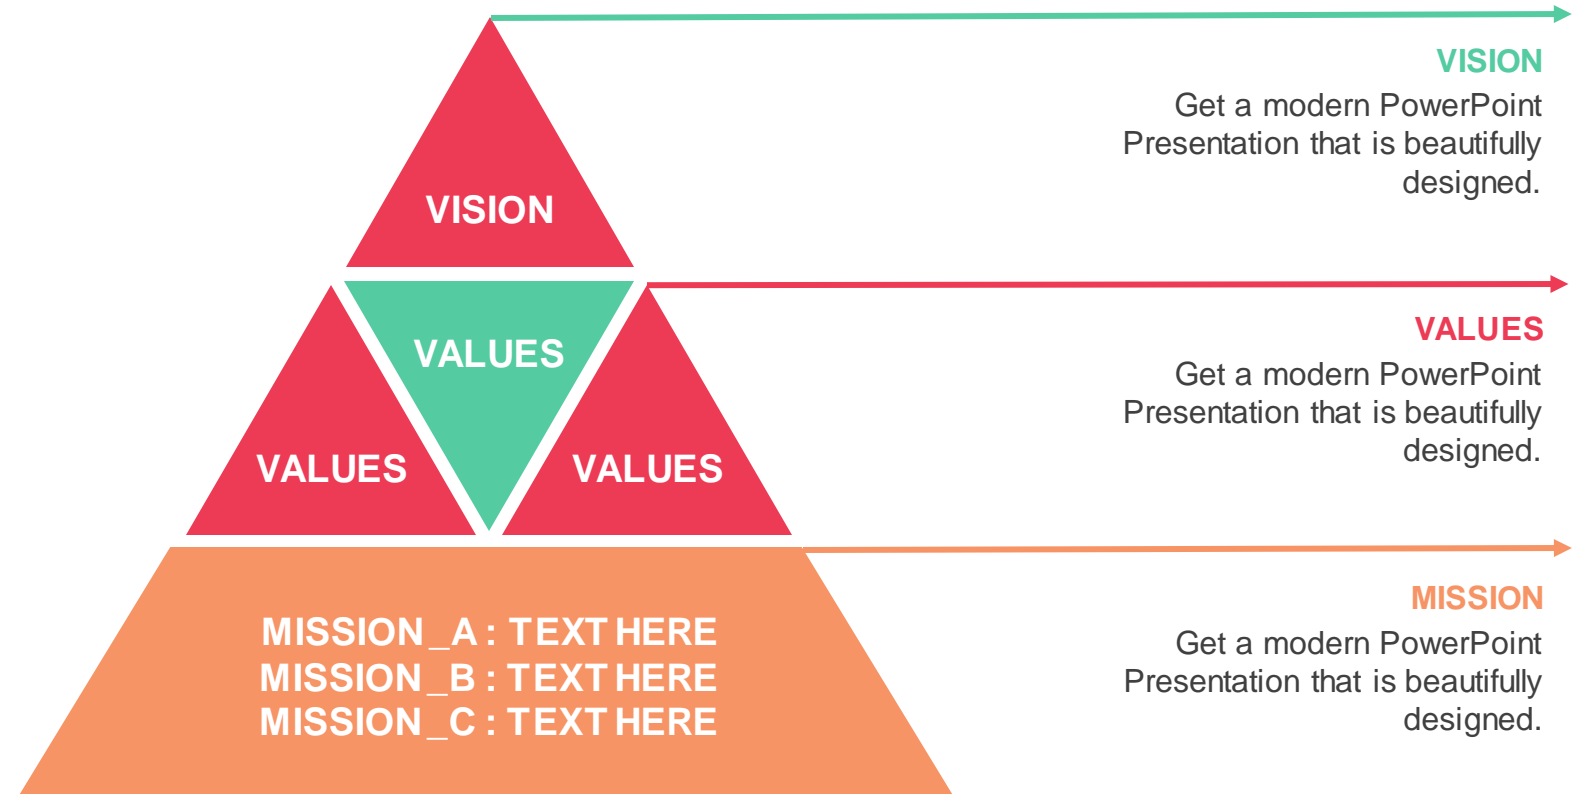 VISION
VALUES
VALUES
VALUES
MISSION_A : TEXT HERE
MISSION_B : TEXT HERE
MISSION_C : TEXT HERE
VISION
Get a modern PowerPoint
Presentation that is beautifully
designed.
VALUES
Get a modern PowerPoint
Presentation that is beautifully
designed.
MISSION
Get a modern PowerPoint
Presentation that is beautifully
designed.